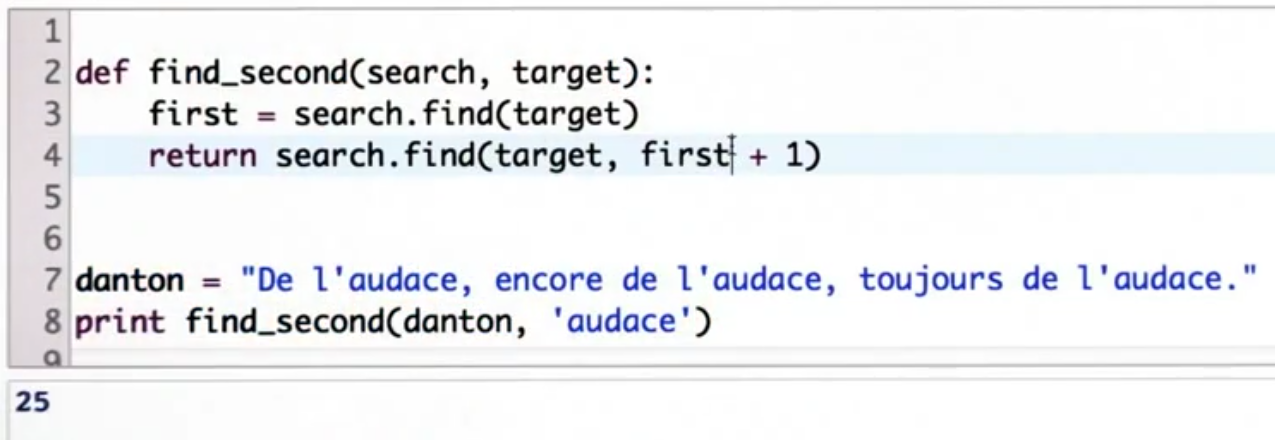 1
2 def find_second(search, target):
3     first = search.find(target)
4     return search.find(target, first + 1)
5
6
7 danton = "De l'audace, encore de l'audace, toujours de l'audace."
8 print find_second(danton, 'audace')
9
25